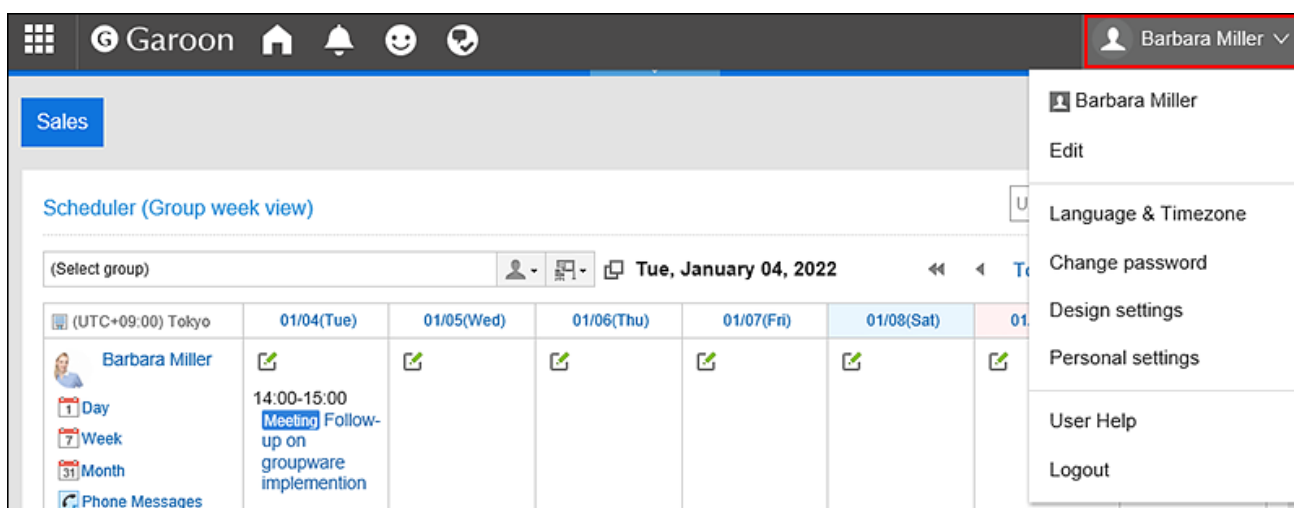 Garoon
Barbara Miller
Barbara Miller
Edit
Language & Timezone
Change password
Design settings
Personal settings
User Help
Logout
Sales
Scheduler (Group week view)
U
(Select group)
Tue, January 04, 2022
(UTC+09:00) Tokyo 01/04(Tue) 01/05(Wed) 01/06(Thu) 01/07(Fri) 01/08(Sat)
Barbara Miller
14:00-15:00
Meeting Follow-
up on
groupware
implemention
1 Day
7 Week
31 Month
Phone Messages